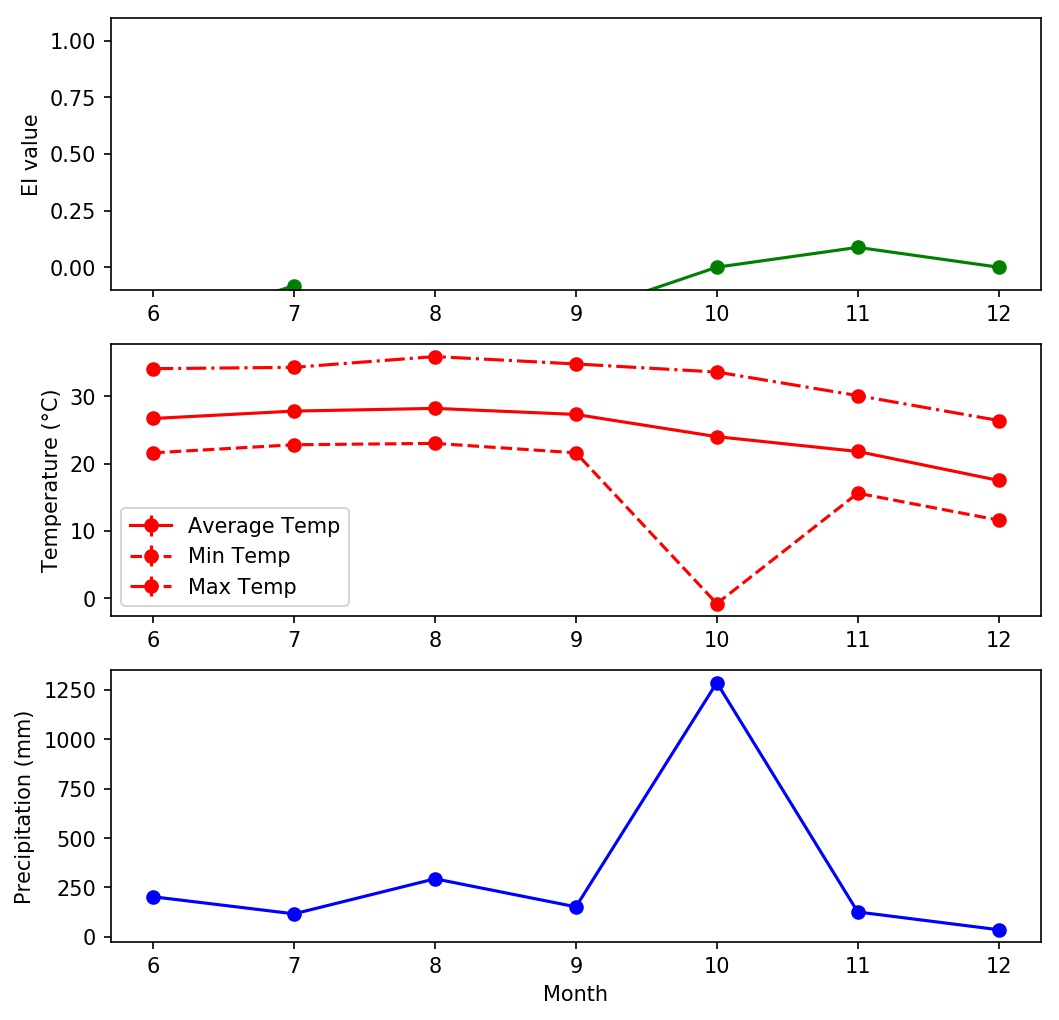 1.00
0.75
0.50
0.25
0.00
EI value
6 7 8 9 10 11 12
30
20
10
0
Temperature (°C)
Average Temp
Min Temp
Max Temp
6 7 8 9 10 11 12
1250
1000
750
500
250
0
Precipitation (mm)
6 7 8 9 10 11 12
Month